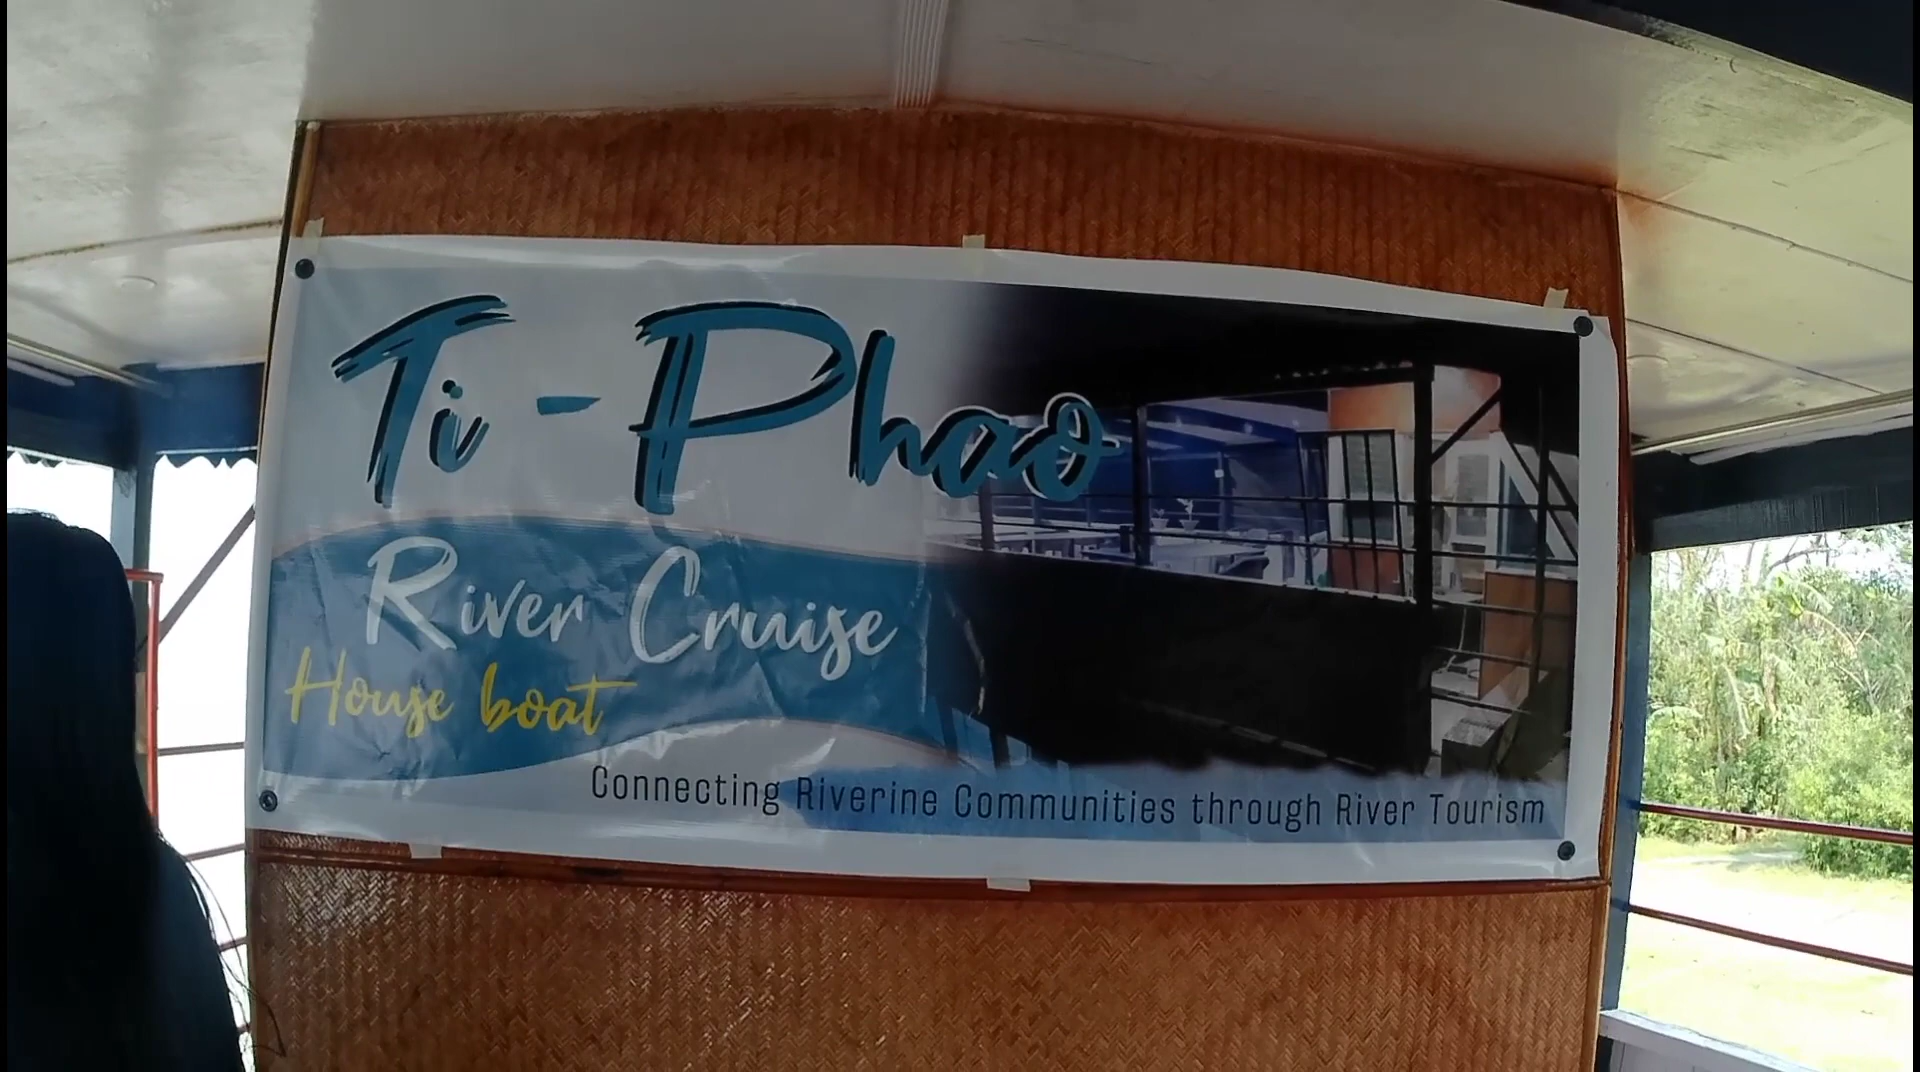 Ti - Phao
River Cruise
House boat
Connecting Riverine Communities through River Tourism